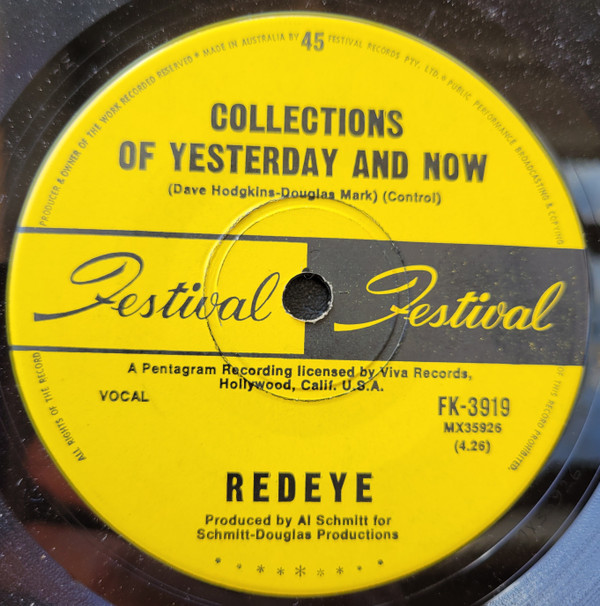 PRODUCER & OWNER OF THE WORK RECORDED RESERVED * MADE IN AUSTRALIA BY 45 FESTIVAL RECORDS PTY. LTD. * PUBLIC PERFORMANCE BROADCASTING & COPYING
COLLECTIONS
OF YESTERDAY AND NOW
(Dave Hodgkins-Douglas Mark) (Control)
Festival Festival
A Pentagram Recording licensed by Viva Records,
Hollywood, Calif. U.S.A.
VOCAL
FK-3919
MX35926
(4.26)
REDEYE
Produced by Al Schmitt for
Schmitt-Douglas Productions
ALL RIGHTS OF THE RECORD
OF THIS RECORD PROHIBITED.